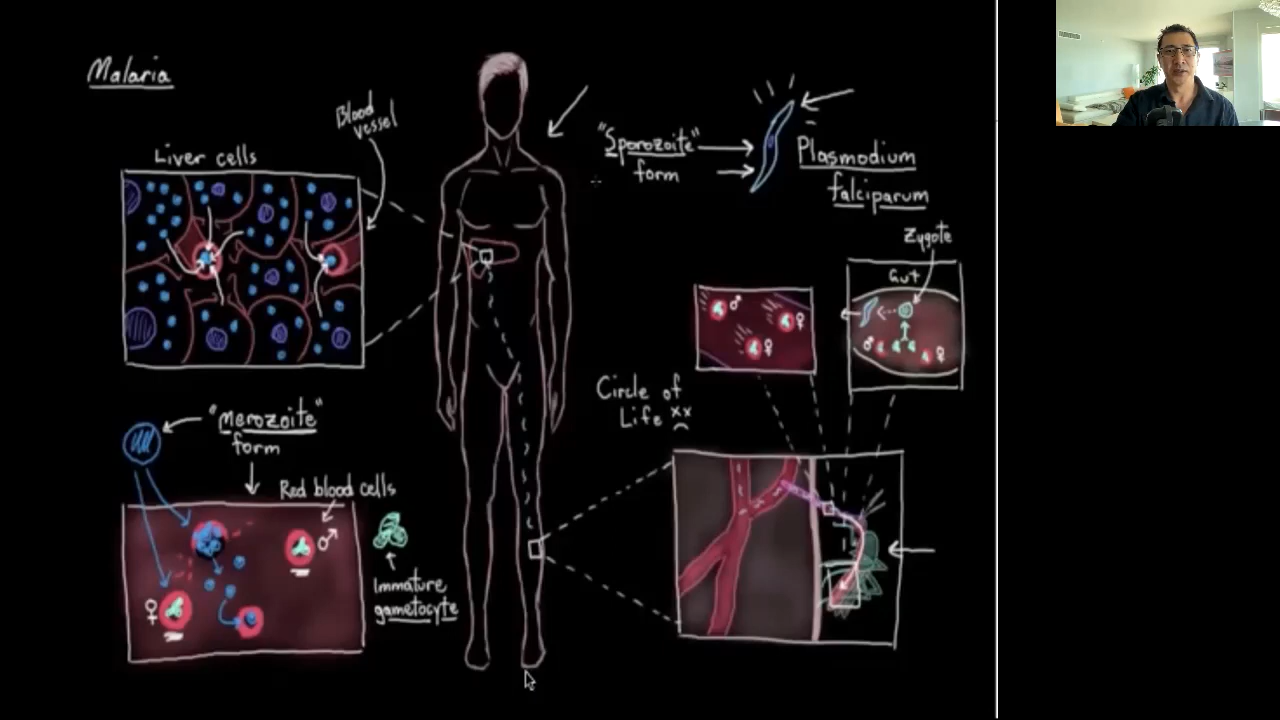 Malaria
Blood
vessel
Liver cells
"Sporozoite"
form
Plasmodium
falciparum
Zygote
Gut
♂
♀
♀
♂
♀
Circle of
Life xx
"Merozoite"
form
Red blood cells
♂
♀
Immature
gametocyte